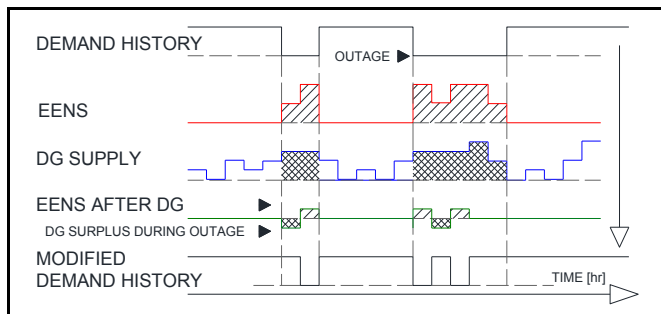 DEMAND HISTORY
OUTAGE
EENS
DG SUPPLY
EENS AFTER DG
DG SURPLUS DURING OUTAGE
MODIFIED
DEMAND HISTORY
TIME [hr]